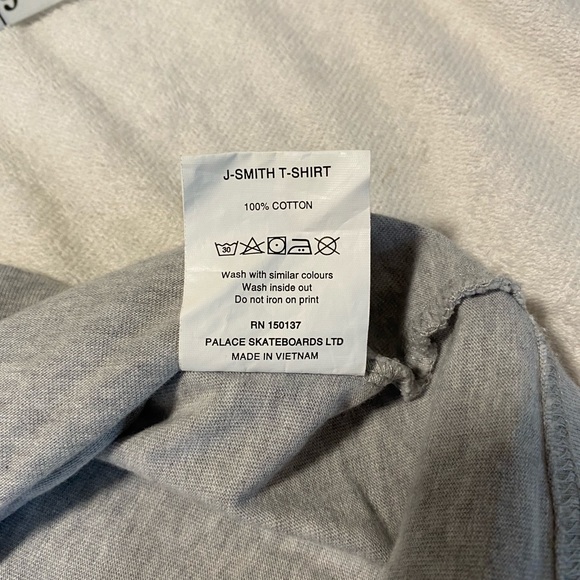 J-SMITH T-SHIRT
100% COTTON
30
Wash with similar colours
Wash inside out
Do not iron on print
RN 150137
PALACE SKATEBOARDS LTD
MADE IN VIETNAM